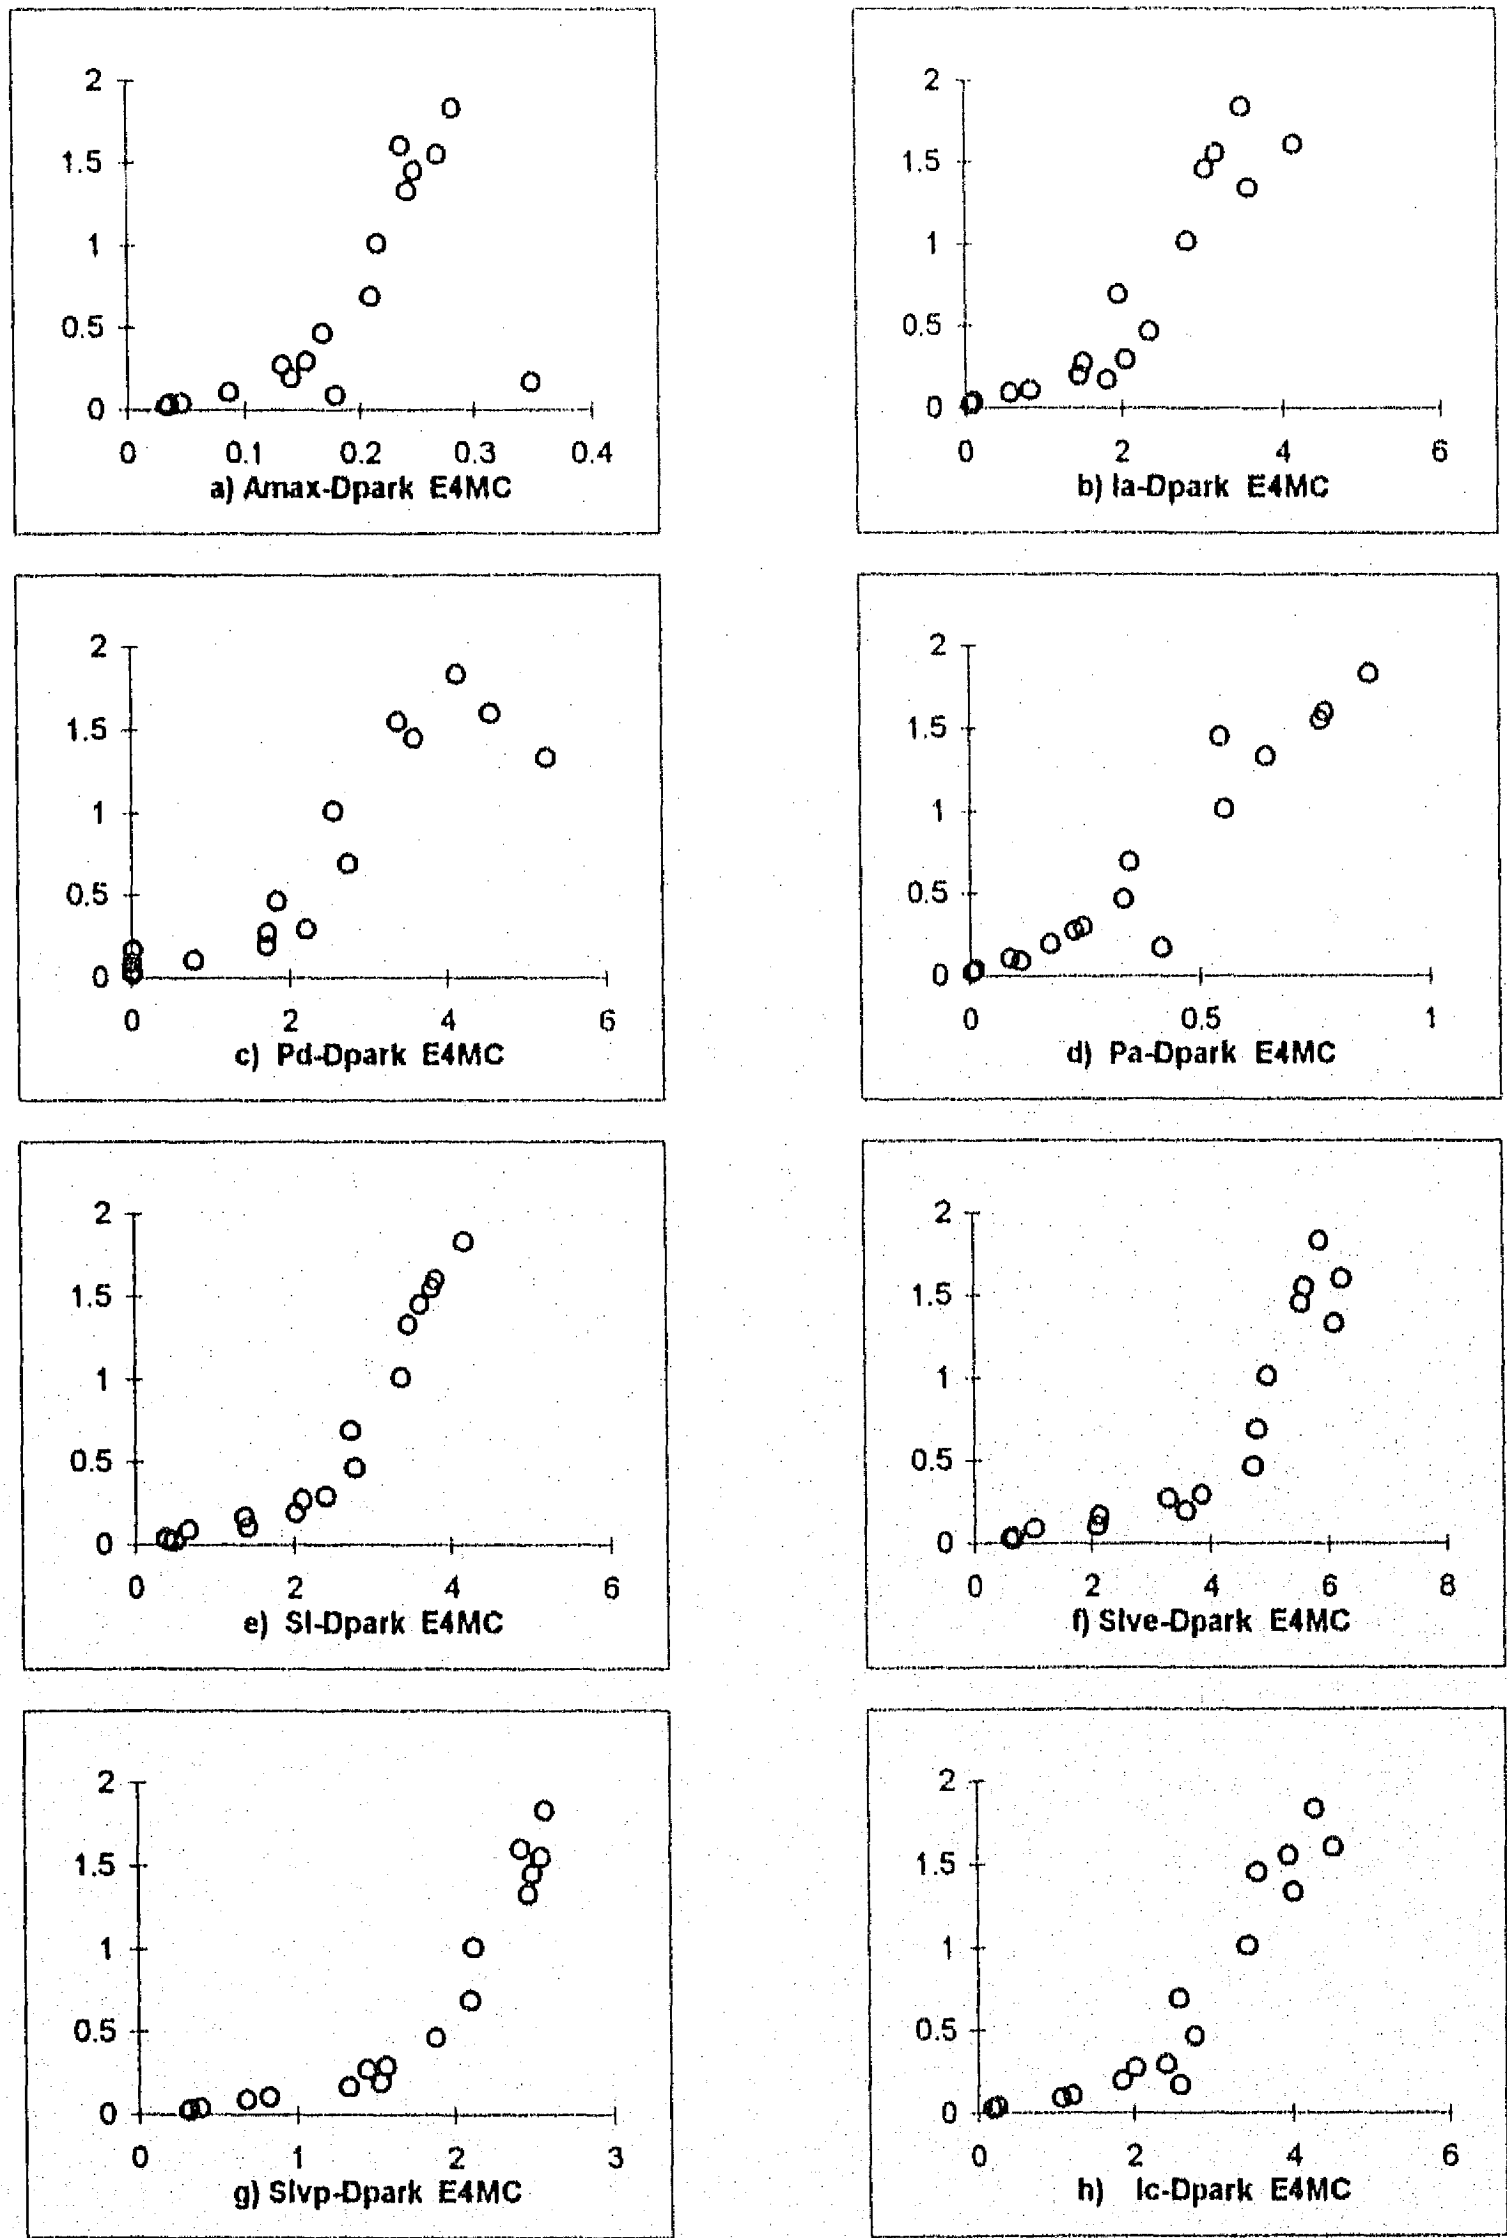 2
1.5
1
0.5
0
0 0.1 0.2 0.3 0.4
a) Amax-Dpark E4MC
2
1.5
1
0.5
0
0 2 4 6
b) Ia-Dpark E4MC
2
1.5
1
0.5
0
0 2 4 6
c) Pd-Dpark E4MC
2
1.5
1
0.5
0
0 0.5 1
d) Pa-Dpark E4MC
2
1.5
1
0.5
0
0 2 4 6
e) SI-Dpark E4MC
2
1.5
1
0.5
0
0 2 4 6 8
f) SIve-Dpark E4MC
2
1.5
1
0.5
0
0 1 2 3
g) SIvp-Dpark E4MC
2
1.5
1
0.5
0
0 2 4 6
h) Ic-Dpark E4MC